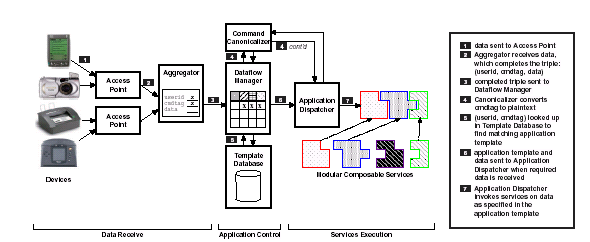 1
Access
Point
Access
Point
Devices
2
Aggregator
userid x
cmdtag x
data
3
Command
Canonicalizer
4
4 cont'd
Dataflow
Manager
X X X
5
Template
Database
6
Application
Dispatcher
7
Modular Composable Services
Data Receive
Application Control
Services Execution
1 data sent to Access Point
2 Aggregator receives data,
which completes the triple:
(userid, cmdtag, data)
3 completed triple sent to
Dataflow Manager
4 Canonicalizer converts
cmdtag to plaintext
5 (userid, cmdtag) looked up
in Template Database to
find matching application
template
6 application template and
data sent to Application
Dispatcher when required
data is received
7 Application Dispatcher
invokes services on data
as specified in the
application template